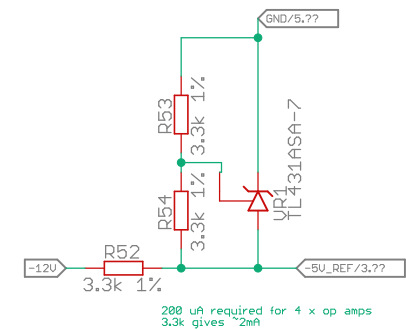 GND/5.??
R53
3.3k 1%
R54
3.3k 1%
VR1
TL431ASA-7
R52
3.3k 1%
-12V
-5V_REF/3.??
200 uA required for 4 x op amps
3.3k gives ~2mA